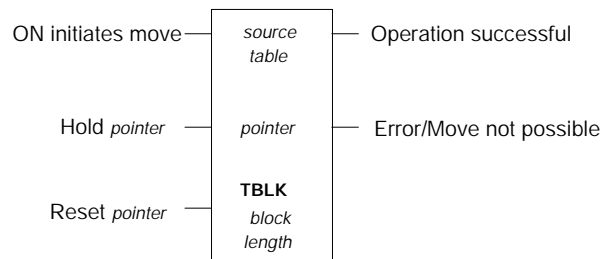 ON initiates move
source
table
Operation successful
Hold pointer
pointer
Error/Move not possible
TBLK
Reset pointer
block
length